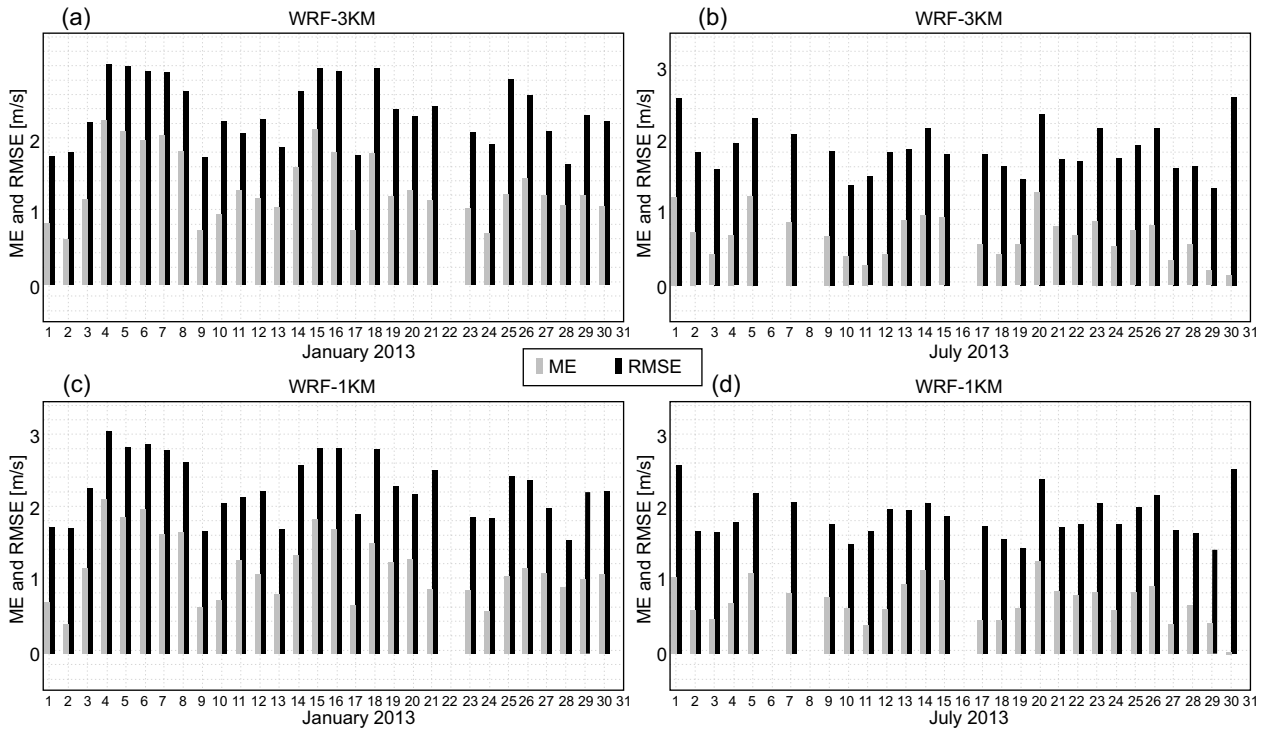 (a) WRF-3KM
ME and RMSE [m/s]
2
1
0
1 2 3 4 5 6 7 8 9 10 11 12 13 14 15 16 17 18 19 20 21 22 23 24 25 26 27 28 29 30 31
January 2013
(b) WRF-3KM
ME and RMSE [m/s]
3
2
1
0
1 2 3 4 5 6 7 8 9 10 11 12 13 14 15 16 17 18 19 20 21 22 23 24 25 26 27 28 29 30 31
July 2013
ME RMSE
(c) WRF-1KM
ME and RMSE [m/s]
3
2
1
0
1 2 3 4 5 6 7 8 9 10 11 12 13 14 15 16 17 18 19 20 21 22 23 24 25 26 27 28 29 30 31
January 2013
(d) WRF-1KM
ME and RMSE [m/s]
3
2
1
0
1 2 3 4 5 6 7 8 9 10 11 12 13 14 15 16 17 18 19 20 21 22 23 24 25 26 27 28 29 30 31
July 2013